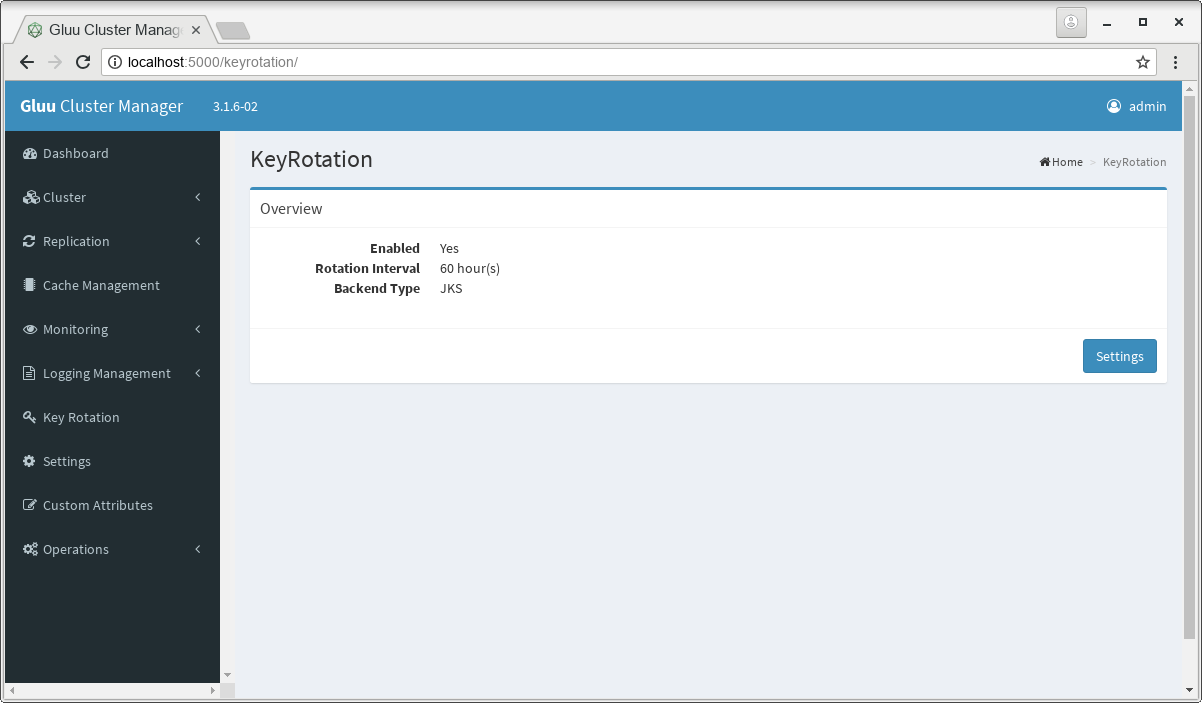 Gluu Cluster Manag
localhost:5000/keyrotation/
Gluu Cluster Manager 3.1.6-02 admin
Dashboard
Cluster
Replication
Cache Management
Monitoring
Logging Management
Key Rotation
Settings
Custom Attributes
Operations
KeyRotation
Home > KeyRotation
Overview
Enabled Yes
Rotation Interval 60 hour(s)
Backend Type JKS
Settings